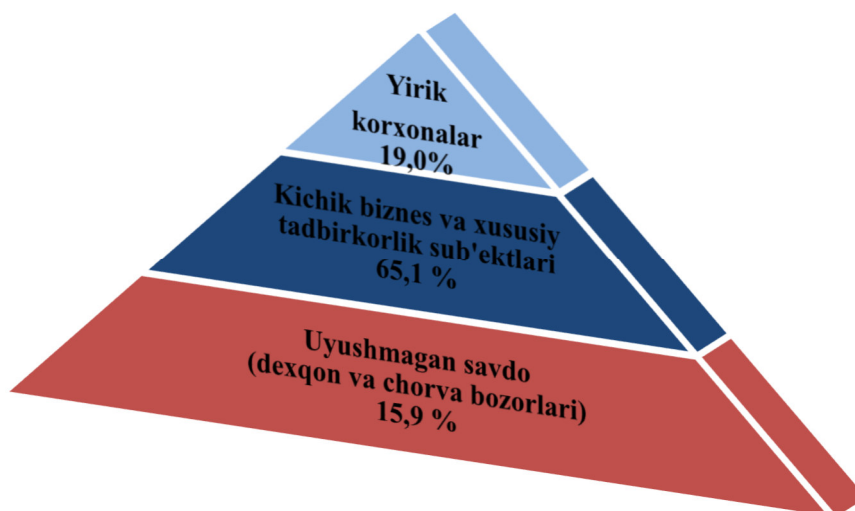 Yirik
korxonalar
19,0%
Kichik biznes va xususiy
tadbirkorlik sub'ektlari
65,1 %
Uyushmagan savdo
(dexqon va chorva bozorlari)
15,9 %